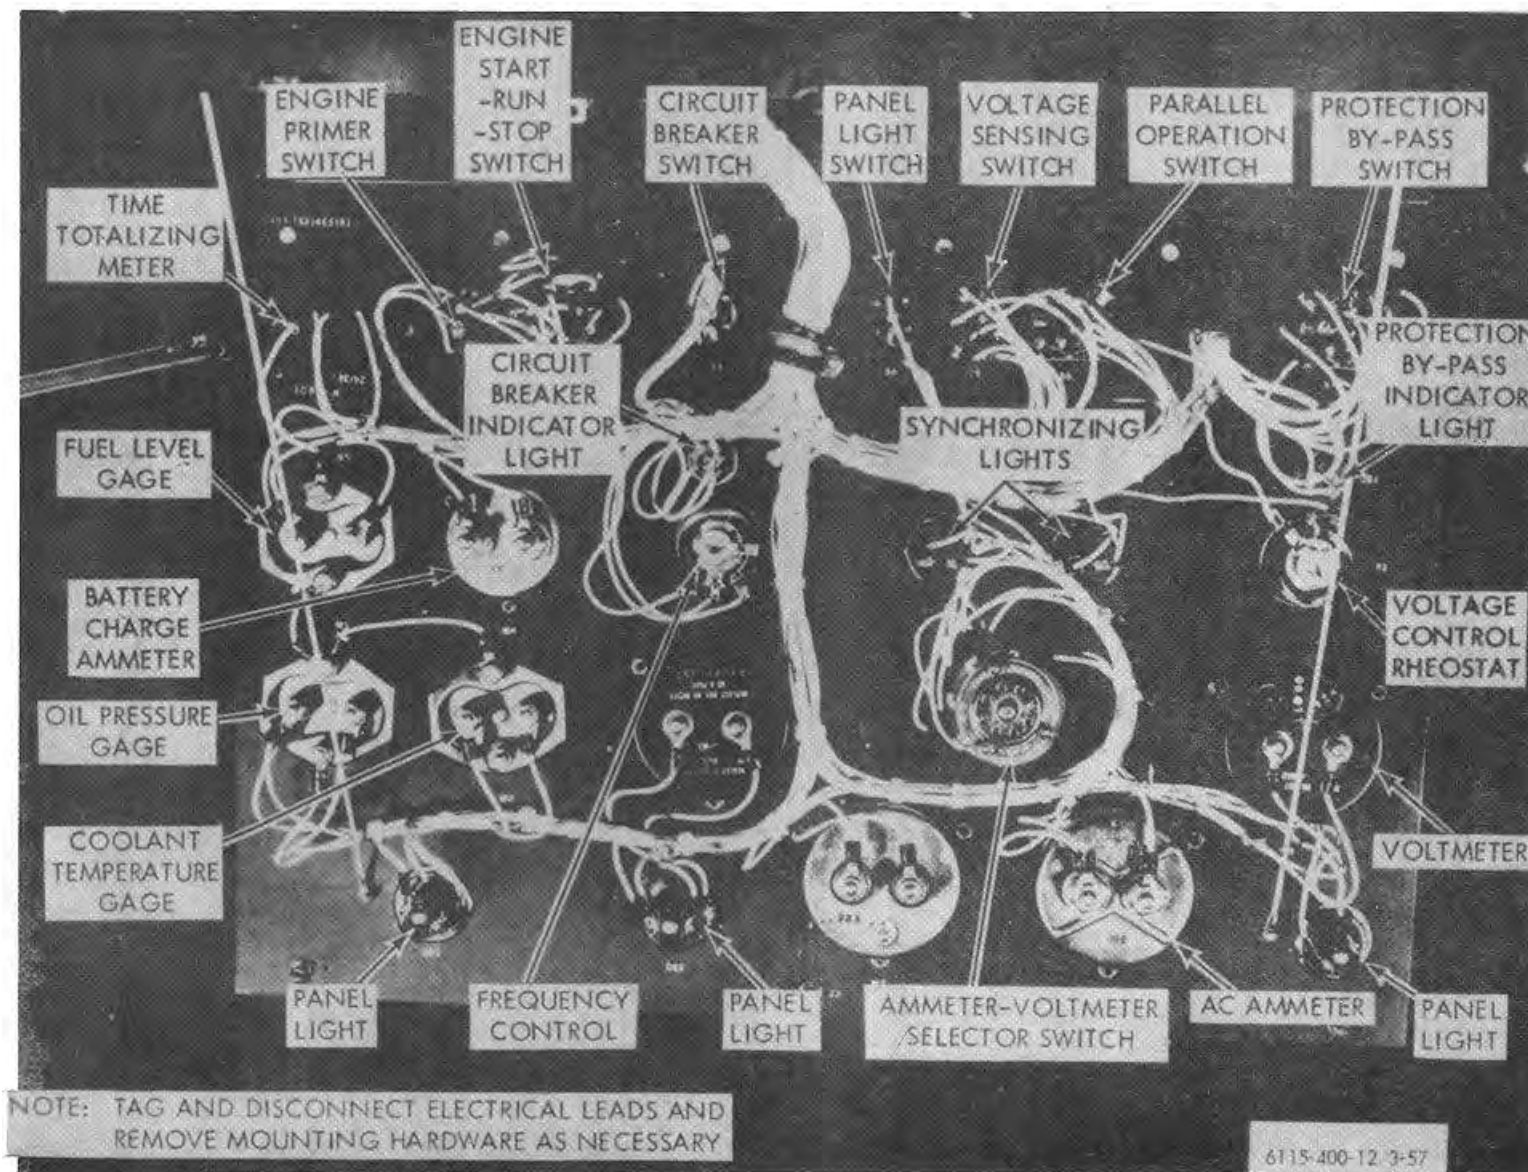 ENGINE
START
-RUN
-STOP
SWITCH
ENGINE
PRIMER
SWITCH
CIRCUIT
BREAKER
SWITCH
PANEL
LIGHT
SWITCH
VOLTAGE
SENSING
SWITCH
PARALLEL
OPERATION
SWITCH
PROTECTION
BY-PASS
SWITCH
TIME
TOTALIZING
METER
CIRCUIT
BREAKER
INDICATOR
LIGHT
PROTECTION
BY-PASS
INDICATOR
LIGHT
SYNCHRONIZING
LIGHTS
FUEL LEVEL
GAGE
BATTERY
CHARGE
AMMETER
VOLTAGE
CONTROL
RHEOSTAT
OIL PRESSURE
GAGE
COOLANT
TEMPERATURE
GAGE
VOLTMETER
PANEL
LIGHT
FREQUENCY
CONTROL
PANEL
LIGHT
AMMETER-VOLTMETER
SELECTOR SWITCH
AC AMMETER
PANEL
LIGHT
NOTE: TAG AND DISCONNECT ELECTRICAL LEADS AND
REMOVE MOUNTING HARDWARE AS NECESSARY
6115-400-12 3-57